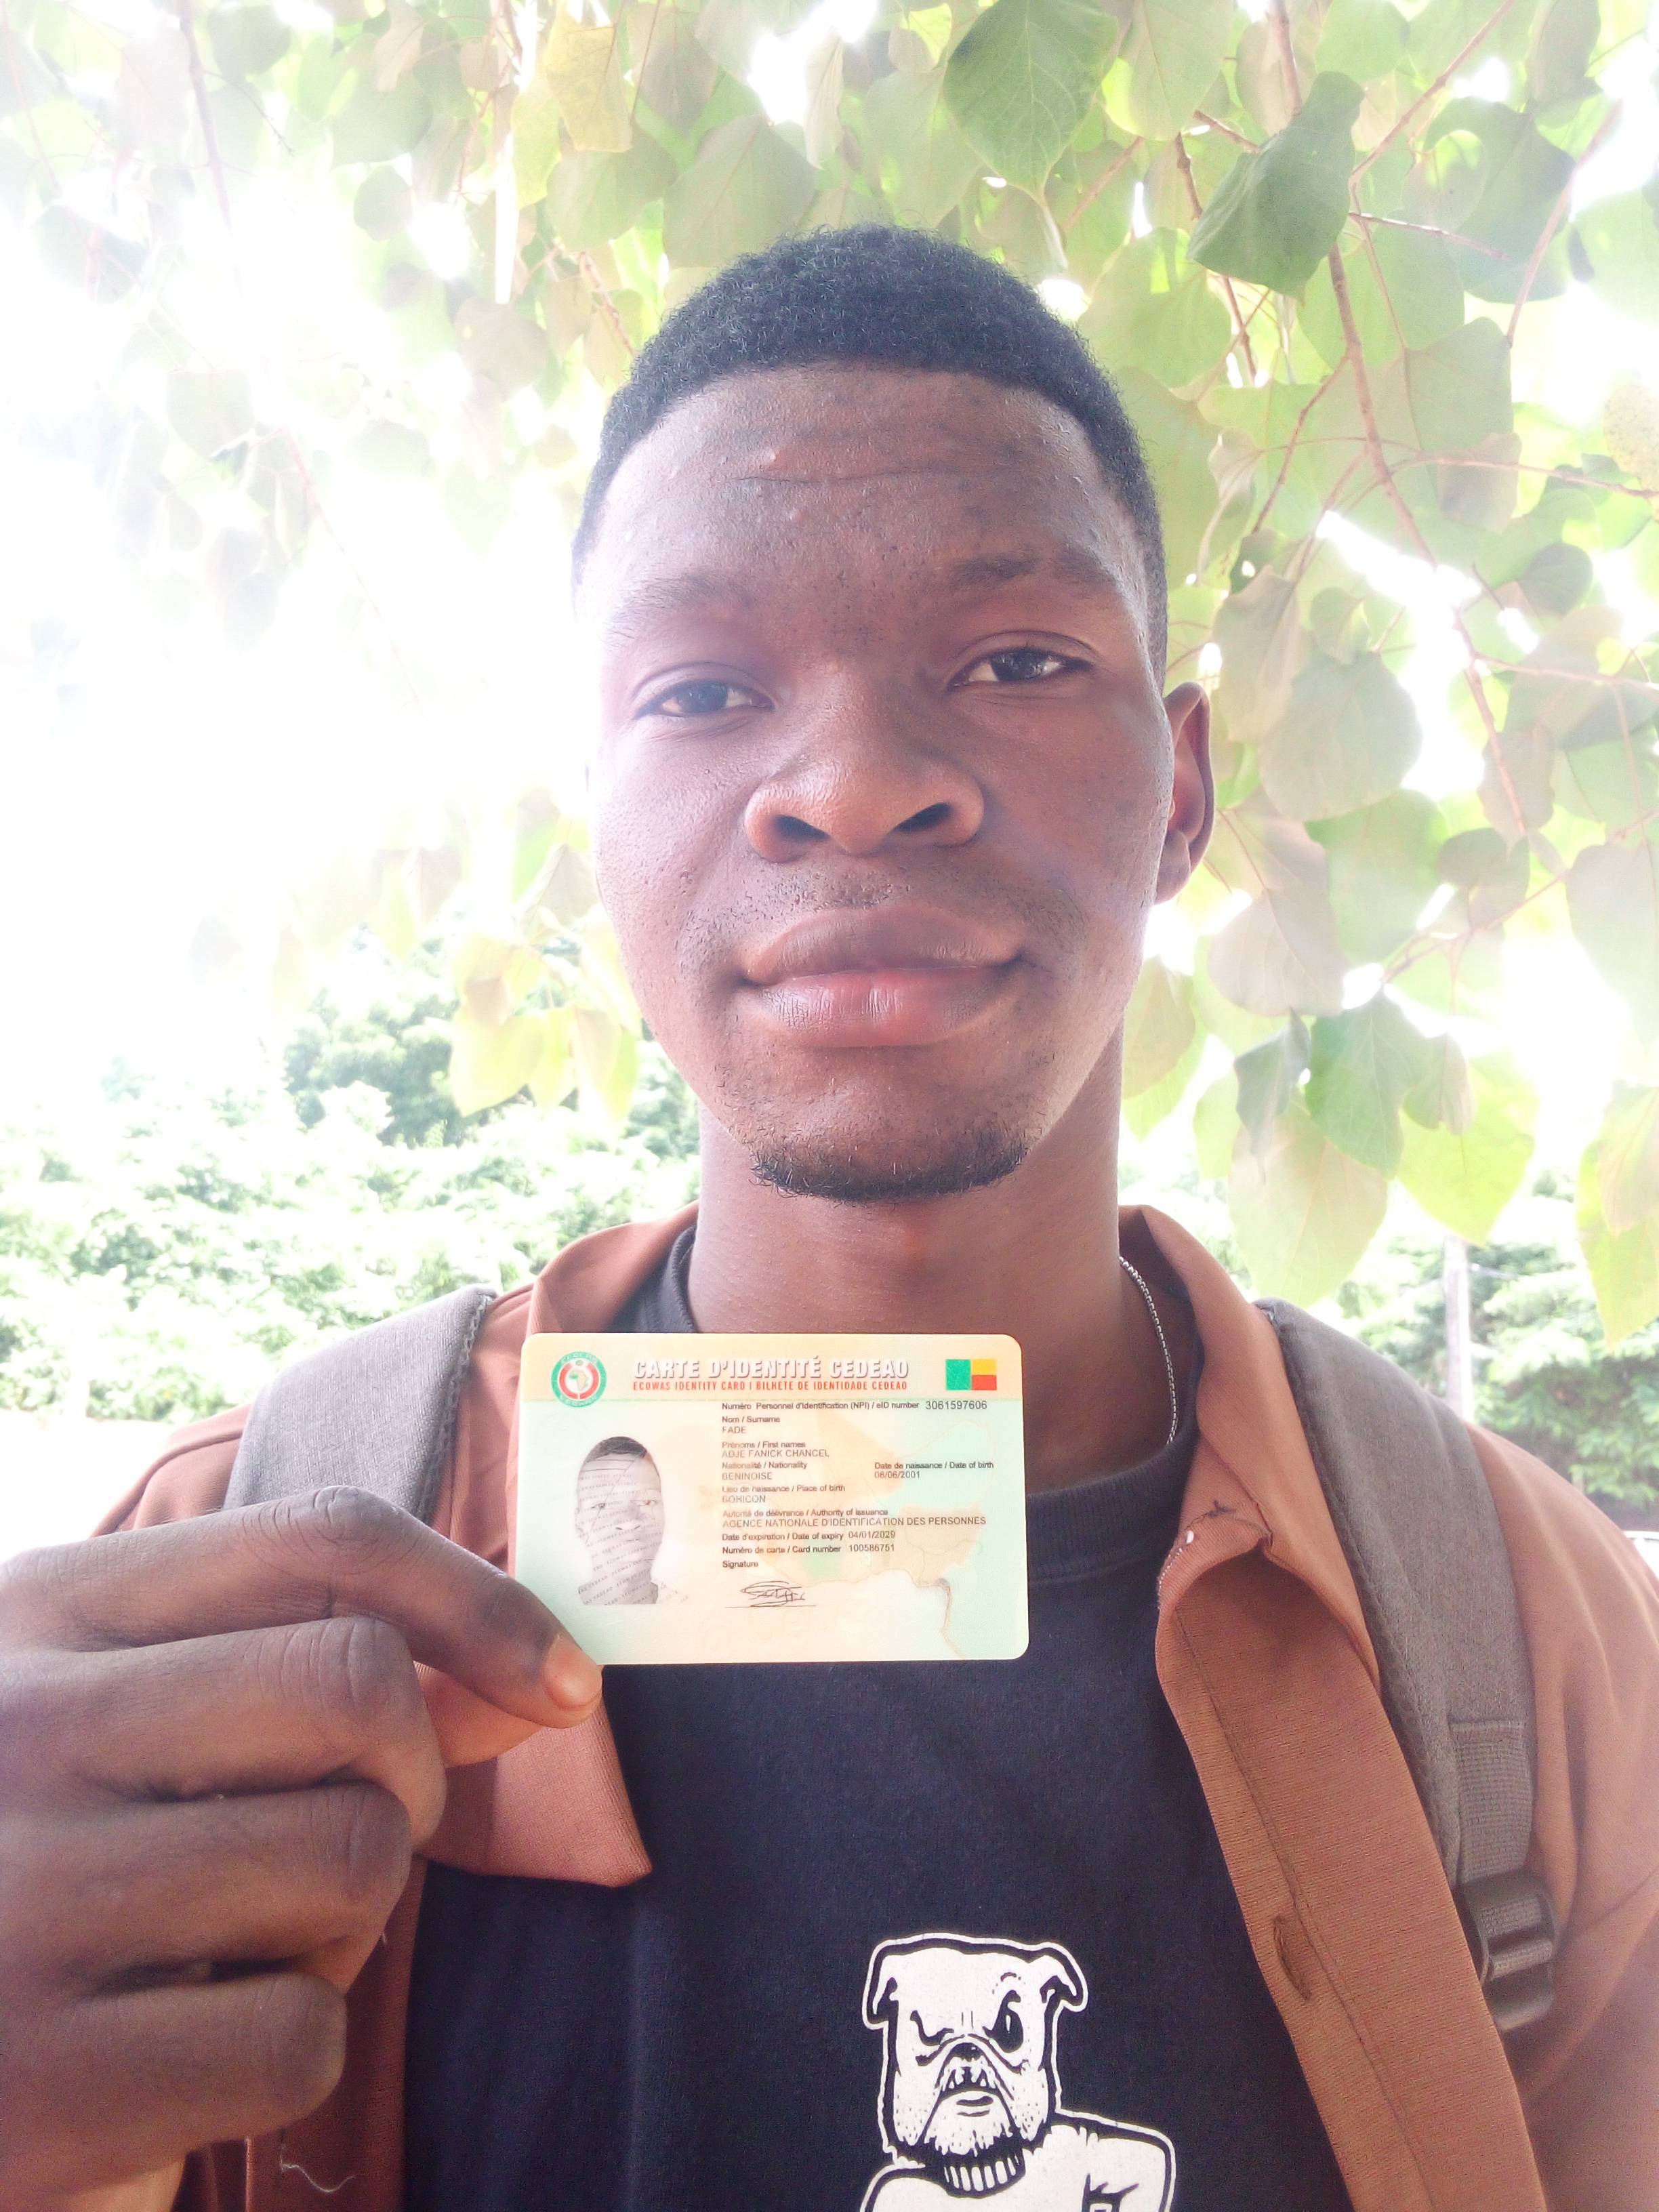 CARTE D'IDENTITÉ CEDEAO
ECOWAS IDENTITY CARD | BILHETE DE IDENTIDADE CEDEAO
Numéro Personnel d'Identification (NPI) / eID number 3061597606
Nom / Surname
FADE
Prénoms / First names
ADJE FANICK CHANCEL
Nationalité / Nationality
BENINOISE
Date de naissance / Date of birth
06/06/2001
Lieu de naissance / Place of birth
BOHICON
Autorité de délivrance / Authority of issuance
AGENCE NATIONALE D'IDENTIFICATION DES PERSONNES
Date d'expiration / Date of expiry 04/01/2029
Numéro de carte / Card number 100586751
Signature